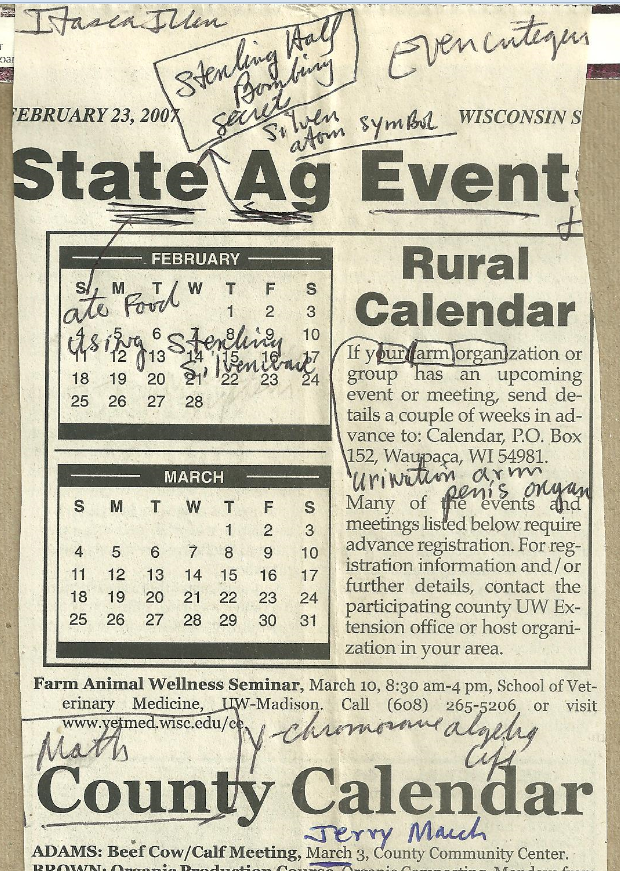 Itasca Illen
Even integers
Sterling Hall
Bombing
secret
FEBRUARY 23, 2007
WISCONSIN S
Silver
atom symbol
State Ag Event
FEBRUARY
S M T W T F S
1 2 3
4 5 6 7 8 9 10
11 12 13 14 15 16 17
18 19 20 21 22 23 24
25 26 27 28
ate Food
using Sterling
MARCH
S M T W T F S
1 2 3
4 5 6 7 8 9 10
11 12 13 14 15 16 17
18 19 20 21 22 23 24
25 26 27 28 29 30 31
Rural
Calendar
If your farm organization or
group has an upcoming
event or meeting, send de-
tails a couple of weeks in ad-
vance to: Calendar, P.O. Box
152, Waupaca, WI 54981.
urination arm
penis organ
Many of the events and
meetings listed below require
advance registration. For reg-
istration information and/or
further details, contact the
participating county UW Ex-
tension office or host organi-
zation in your area.
Farm Animal Wellness Seminar, March 10, 8:30 am-4 pm, School of Vet-
erinary Medicine, UW-Madison. Call (608) 265-5206, or visit
www.vetmed.wisc.edu/ce.
Math
Y-chromosome algebra
County Calendar
Jerry March
ADAMS: Beef Cow/Calf Meeting, March 3, County Community Center.
BROWN: Organic Production Course